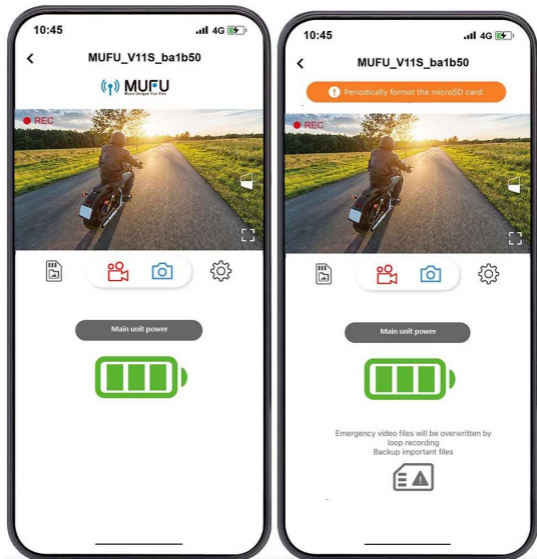 10:45
4G
MUFU_V11S_ba1b50
MUFU
REC
Main unit power
10:45
4G
MUFU_V11S_ba1b50
Periodically format the microSD card.
REC
Main unit power
Emergency video files will be overwritten by
loop recording
Backup important files